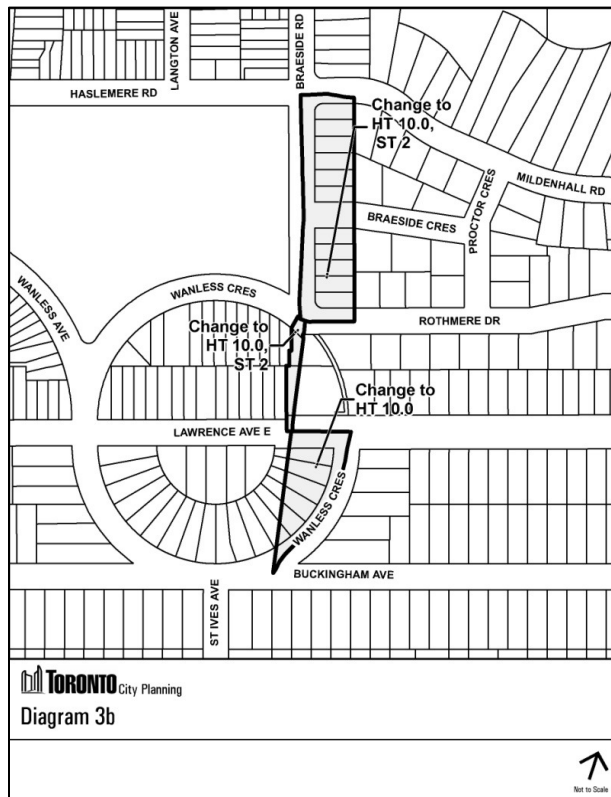 HASLEMERE RD
LANGTON AVE
BRAESIDE RD
Change to
HT 10.0,
ST 2
MILDENHALL RD
PROCTOR CRES
BRAESIDE CRES
WANLESS AVE
WANLESS CRES
Change to
HT 10.0,
ST 2
ROTHMERE DR
Change to
HT 10.0
LAWRENCE AVE E
WANLESS CRES
BUCKINGHAM AVE
ST IVES AVE
TORONTO City Planning
Diagram 3b
Not to Scale